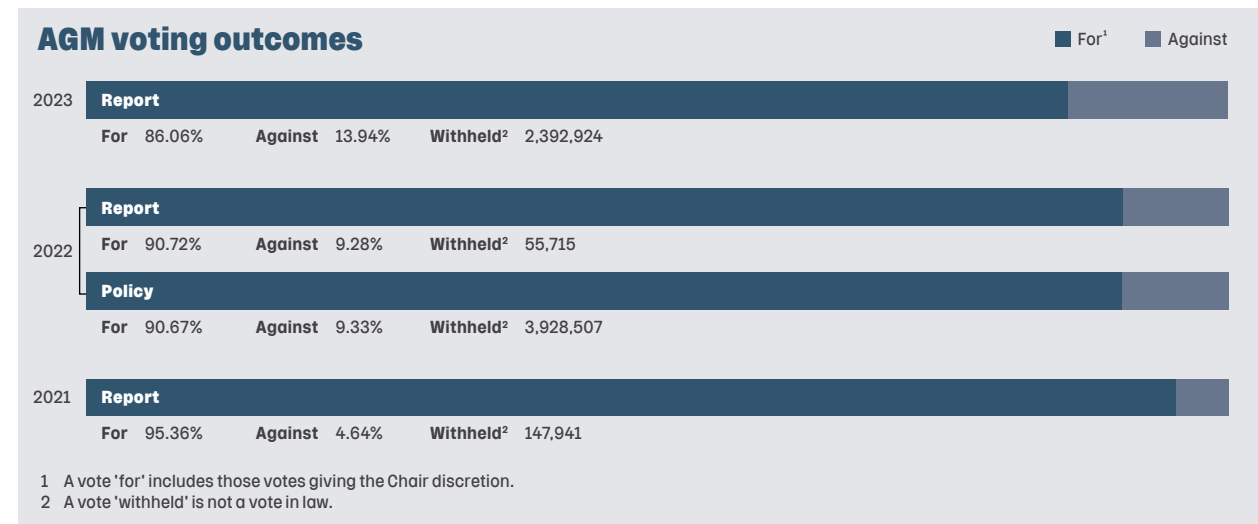 AGM voting outcomes
For¹ Against
2023 Report
For 86.06% Against 13.94% Withheld² 2,392,924
2022
Report
For 90.72% Against 9.28% Withheld² 55,715
Policy
For 90.67% Against 9.33% Withheld² 3,928,507
2021 Report
For 95.36% Against 4.64% Withheld² 147,941
1 A vote 'for' includes those votes giving the Chair discretion.
2 A vote 'withheld' is not a vote in law.